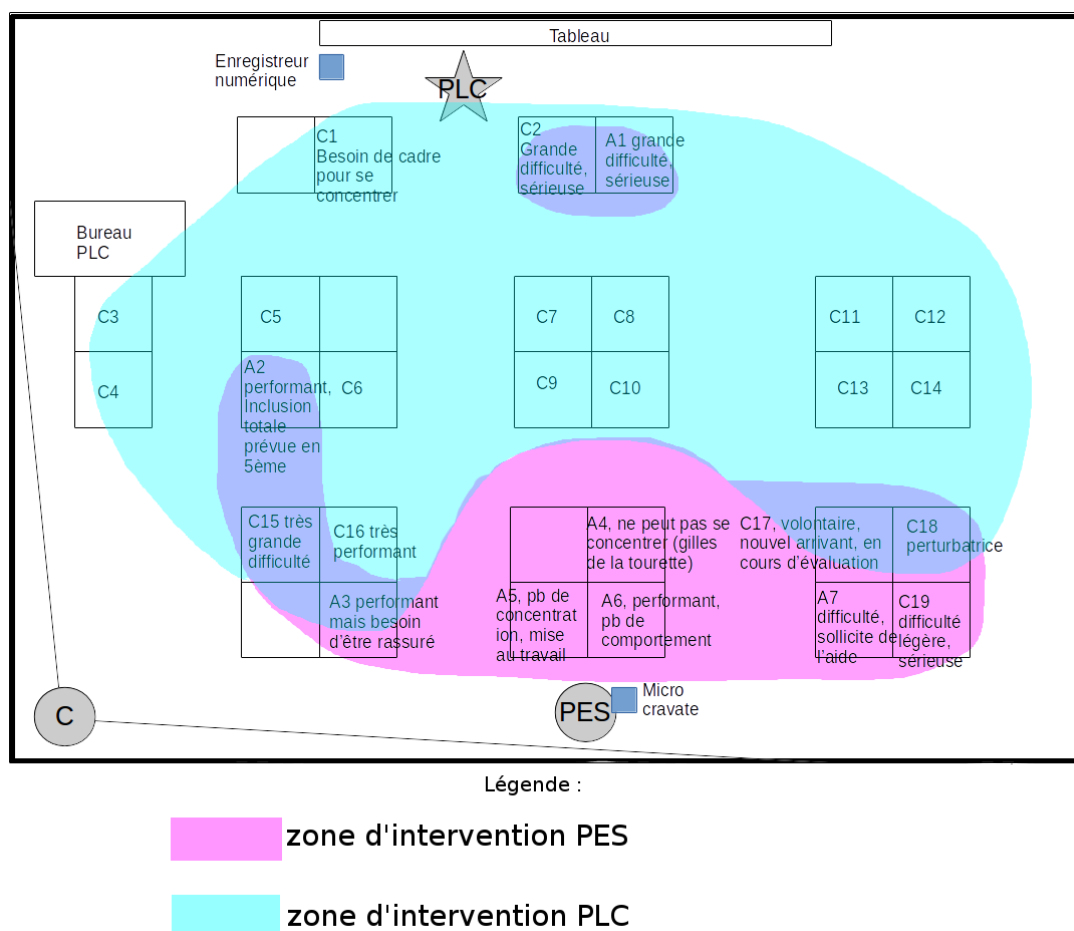 Tableau
Enregistreur
numérique
PLC
C1
Besoin de cadre
pour se
concentrer
C2
Grande
difficulté,
sérieuse
A1 grande
difficulté,
sérieuse
Bureau
PLC
C3
C4
C5
A2
performant,
Inclusion
totale
prévue en
5ème
C6
C7
C8
C9
C10
C11
C12
C13
C14
C15 très
grande
difficulté
C16 très
performant
A3 performant
mais besoin
d’être rassuré
A4, ne peut pas se
concentrer (gilles
de la tourette)
A5, pb de
concentrat
ion, mise
au travail
A6, performant,
pb de
comportement
C17, volontaire,
nouvel arrivant, en
cours d’évaluation
C18
perturbatrice
A7
difficulté,
sollicite de
l’aide
C19
difficulté
légère,
sérieuse
C
PES
Micro
cravate
Légende :
zone d'intervention PES
zone d'intervention PLC